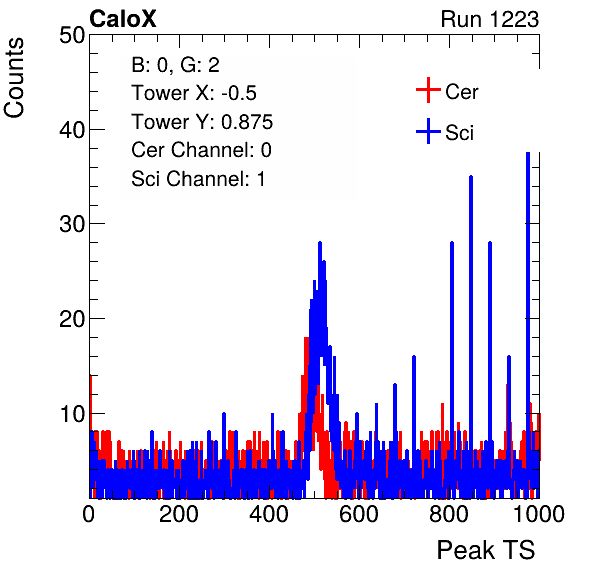 CaloX
Run 1223
Counts
B: 0, G: 2
Tower X: -0.5
Tower Y: 0.875
Cer Channel: 0
Sci Channel: 1
Cer
Sci
50
40
30
20
10
0
200
400
600
800
1000
Peak TS